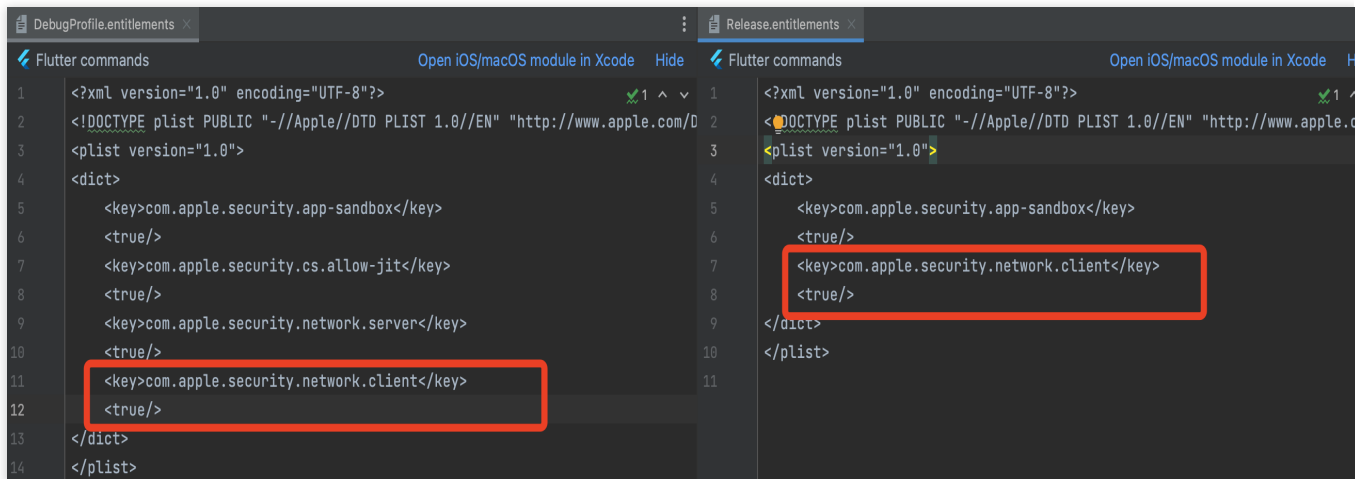 DebugProfile.entitlements
Flutter commands
Open iOS/macOS module in Xcode
Hide
1 <?xml version="1.0" encoding="UTF-8"?>
1
2 <!DOCTYPE plist PUBLIC "-//Apple//DTD PLIST 1.0//EN" "http://www.apple.com/D
3 <plist version="1.0">
4 <dict>
5 <key>com.apple.security.app-sandbox</key>
6 <true/>
7 <key>com.apple.security.cs.allow-jit</key>
8 <true/>
9 <key>com.apple.security.network.server</key>
10 <true/>
11 <key>com.apple.security.network.client</key>
12 <true/>
13 </dict>
14 </plist>
Release.entitlements
Flutter commands
Open iOS/macOS module in Xcode
H
1 <?xml version="1.0" encoding="UTF-8"?>
1
2 <DOCTYPE plist PUBLIC "-//Apple//DTD PLIST 1.0//EN" "http://www.apple.c
3 <plist version="1.0">
4 <dict>
5 <key>com.apple.security.app-sandbox</key>
6 <true/>
7 <key>com.apple.security.network.client</key>
8 <true/>
9 </dict>
10 </plist>
11